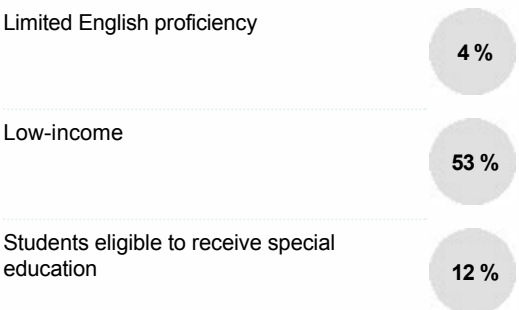 Limited English proficiency
4 %
Low-income
53 %
Students eligible to receive special
education
12 %